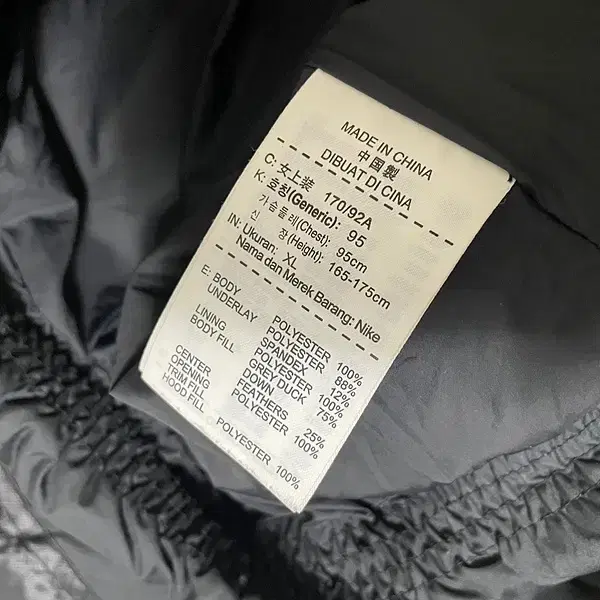 MADE IN CHINA
中国製
DIBUAT DI CINA
C: 女上装 170/92A
K: 호칭(Generic): 95
가슴둘레(Chest): 95cm
신 장(Height): 165-175cm
IN: Ukuran: XL
Nama dan Merek Barang: Nike
E: BODY POLYESTER 100%
UNDERLAY POLYESTER 88%
SPANDEX 12%
LINING POLYESTER 100%
BODY FILL GREY DUCK DOWN 75%
FEATHERS 25%
CENTER OPENING TRIM FILL POLYESTER 100%
HOOD FILL POLYESTER 100%